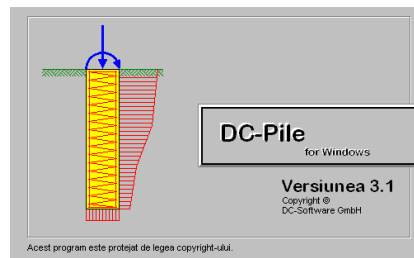 DC-Pile
for Windows
Versiunea 3.1
Copyright ©
DC-Software GmbH
Acest program este protejat de legea copyright-ului.